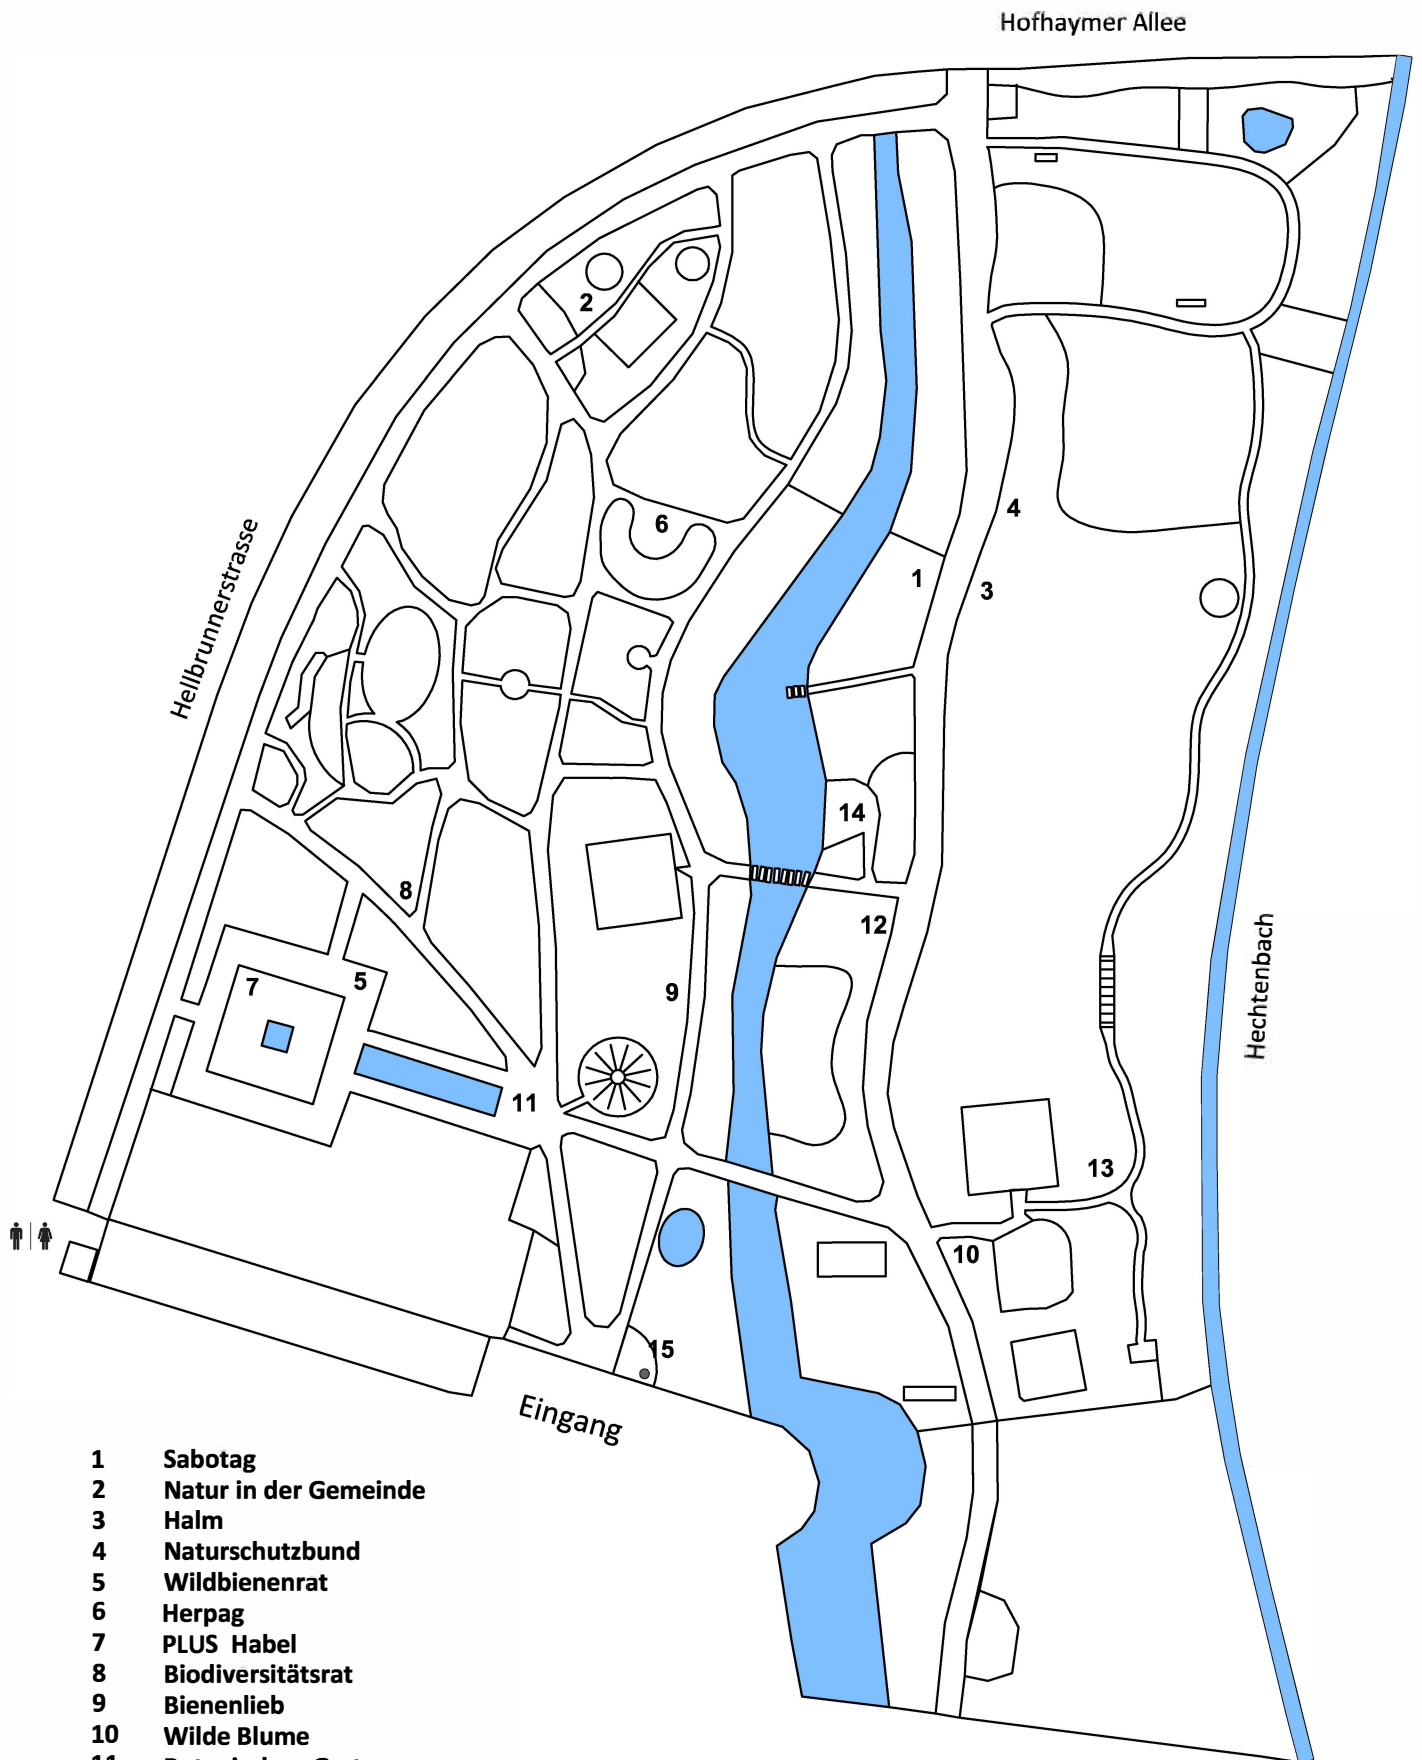 Hofhaymer Allee
2
6
4
1
3
Hellbrunnerstrasse
14
8
12
5
7
9
Hechtenbach
11
13
10
15
Eingang
1 Sabotag
2 Natur in der Gemeinde
3 Halm
4 Naturschutzbund
5 Wildbienenrat
6 Herpag
7 PLUS Habel
8 Biodiversitätsrat
9 Bienenlieb
10 Wilde Blume